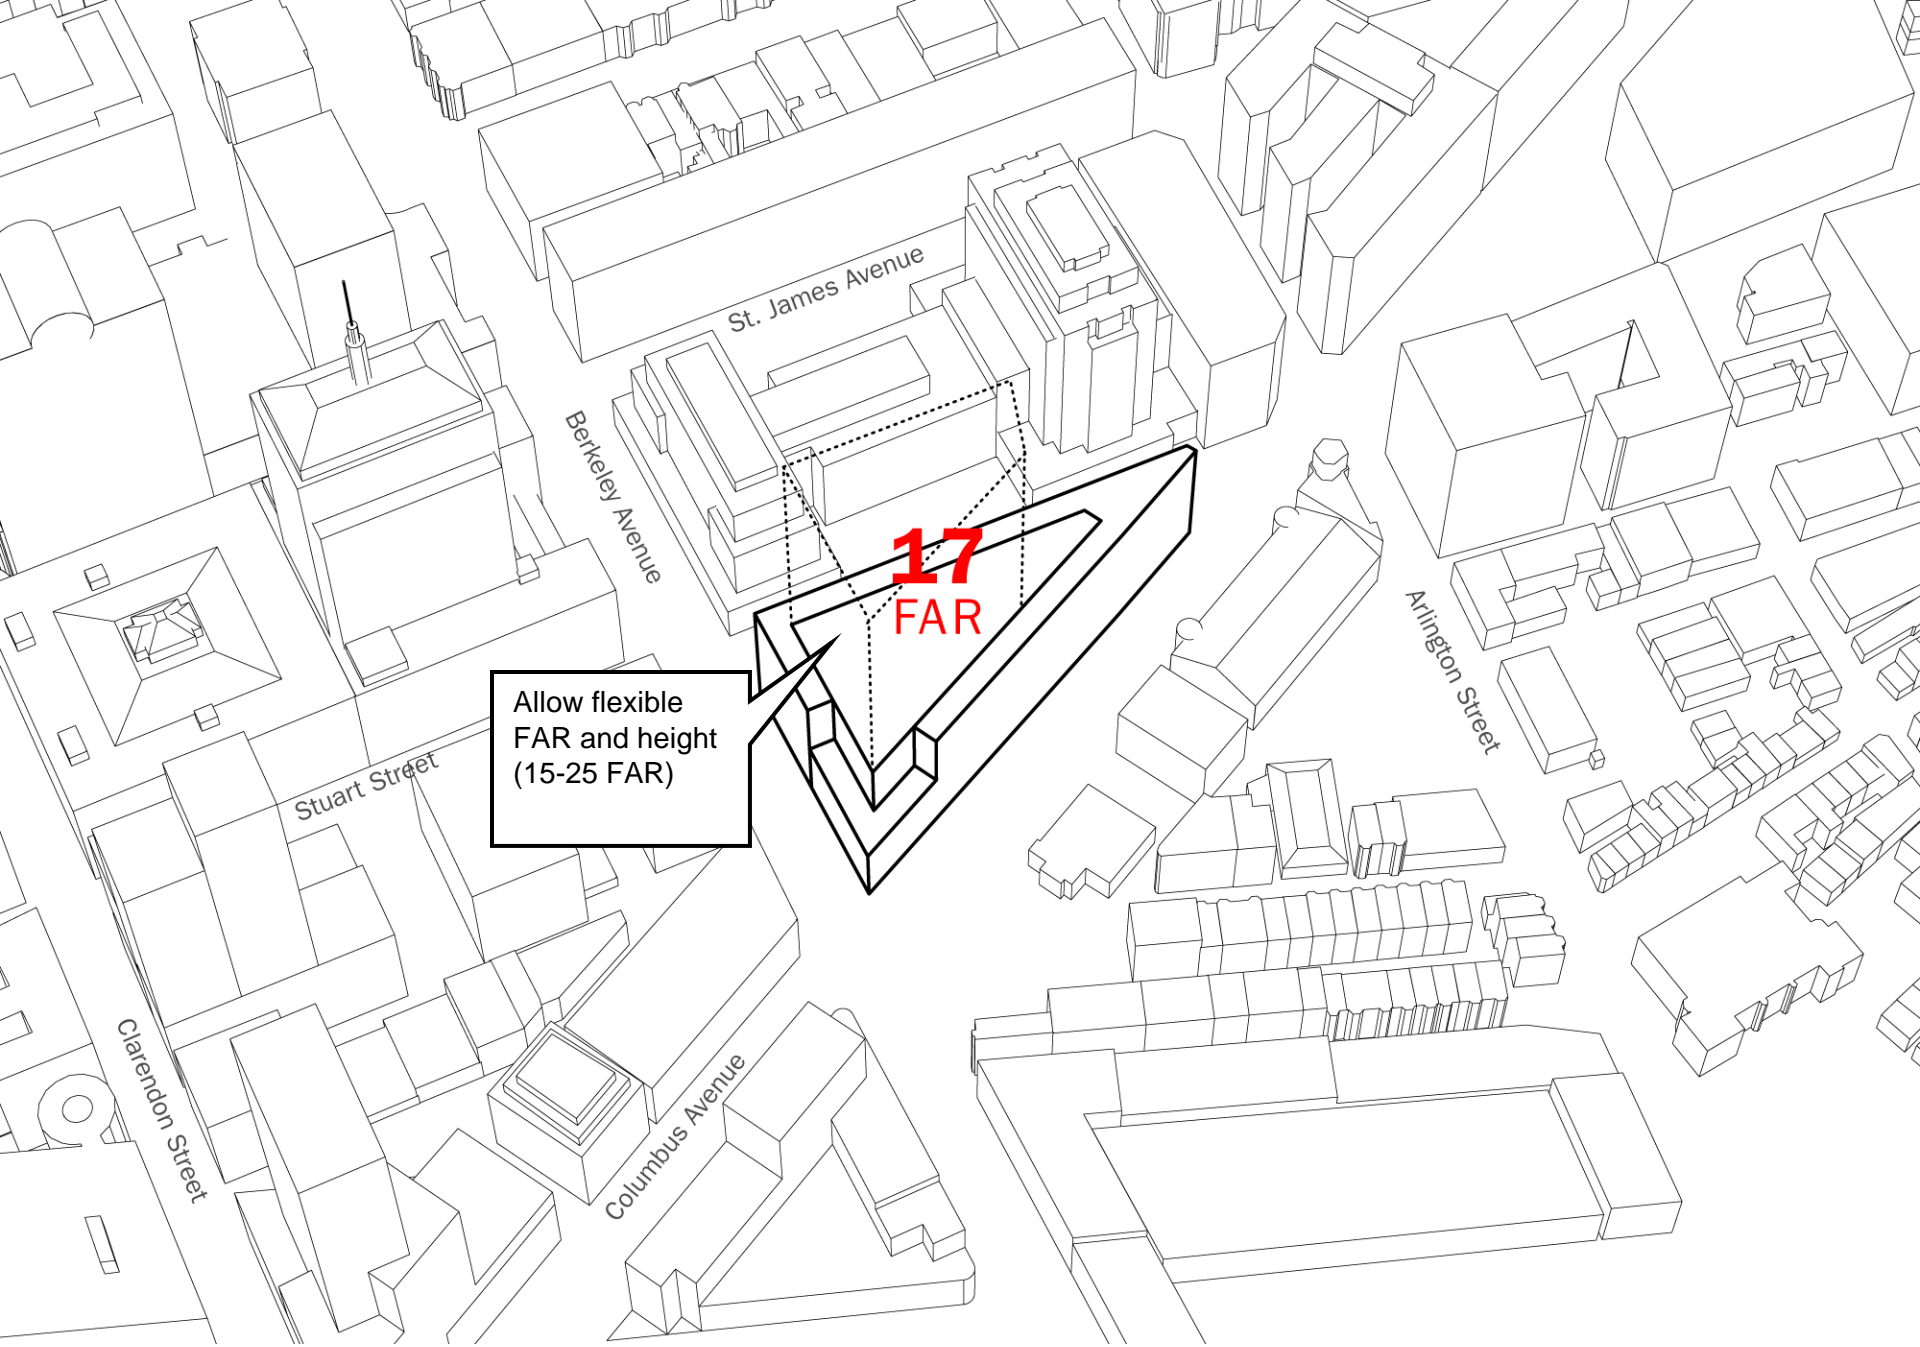 St. James Avenue
Berkeley Avenue
17
FAR
Arlington Street
Allow flexible
FAR and height
(15-25 FAR)
Stuart Street
Clarendon Street
Columbus Avenue